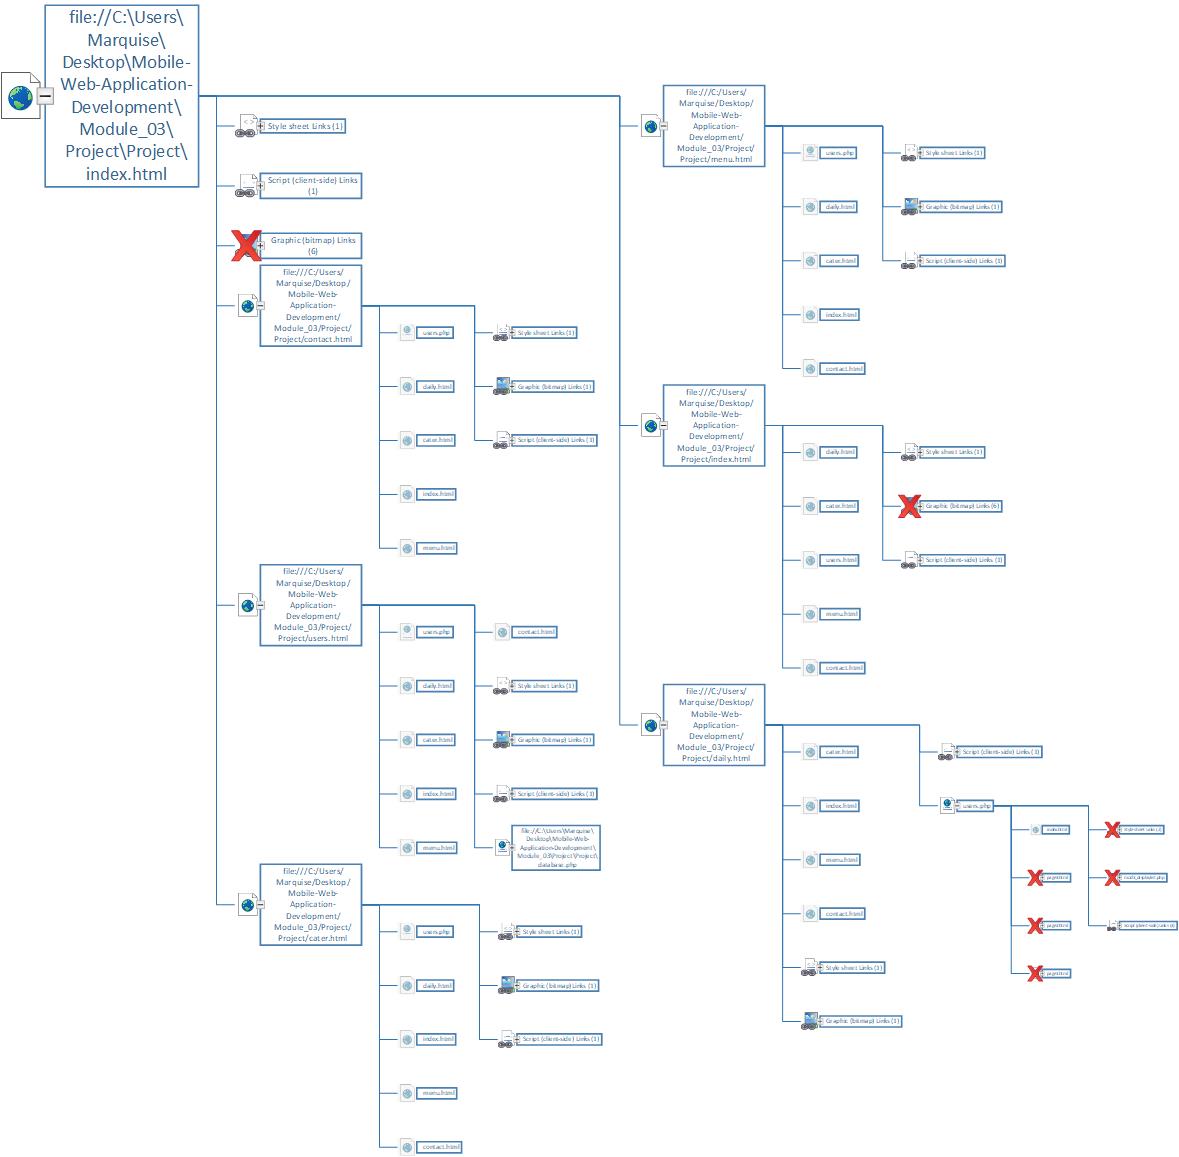 file://C:\Users\
Marquise\
Desktop\Mobile-
Web-Application-
Development\
Module_03\
Project\Project\
index.html
Style sheet Links (1)
Script (client-side) Links
(1)
Graphic (bitmap) Links
(6)
file:///C:/Users/
Marquise/Desktop/
Mobile-Web-
Application-
Development/
Module_03/Project/
Project/contact.html
users.php
Style sheet Links (1)
daily.html
Graphic (bitmap) Links (1)
cater.html
Script (client-side) Links (1)
index.html
menu.html
file:///C:/Users/
Marquise/Desktop/
Mobile-Web-
Application-
Development/
Module_03/Project/
Project/users.html
users.php
contact.html
daily.html
Style sheet Links (1)
cater.html
Graphic (bitmap) Links (1)
index.html
Script (client-side) Links (1)
menu.html
file://C:\Users\Marquise\
Desktop\Mobile-Web-
Application-Development\
Module_03\Project\Project\
database.php
file:///C:/Users/
Marquise/Desktop/
Mobile-Web-
Application-
Development/
Module_03/Project/
Project/cater.html
users.php
Style sheet Links (1)
daily.html
Graphic (bitmap) Links (1)
index.html
Script (client-side) Links (1)
menu.html
contact.html
file:///C:/Users/
Marquise/Desktop/
Mobile-Web-
Application-
Development/
Module_03/Project/
Project/menu.html
users.php
Style sheet Links (1)
daily.html
Graphic (bitmap) Links (1)
cater.html
Script (client-side) Links (1)
index.html
contact.html
file:///C:/Users/
Marquise/Desktop/
Mobile-Web-
Application-
Development/
Module_03/Project/
Project/index.html
daily.html
Style sheet Links (1)
cater.html
Graphic (bitmap) Links (6)
users.html
Script (client-side) Links (1)
menu.html
contact.html
file:///C:/Users/
Marquise/Desktop/
Mobile-Web-
Application-
Development/
Module_03/Project/
Project/daily.html
cater.html
Script (client-side) Links (1)
index.html
users.php
menu.html
contact.html
Style sheet Links (1)
Graphic (bitmap) Links (1)